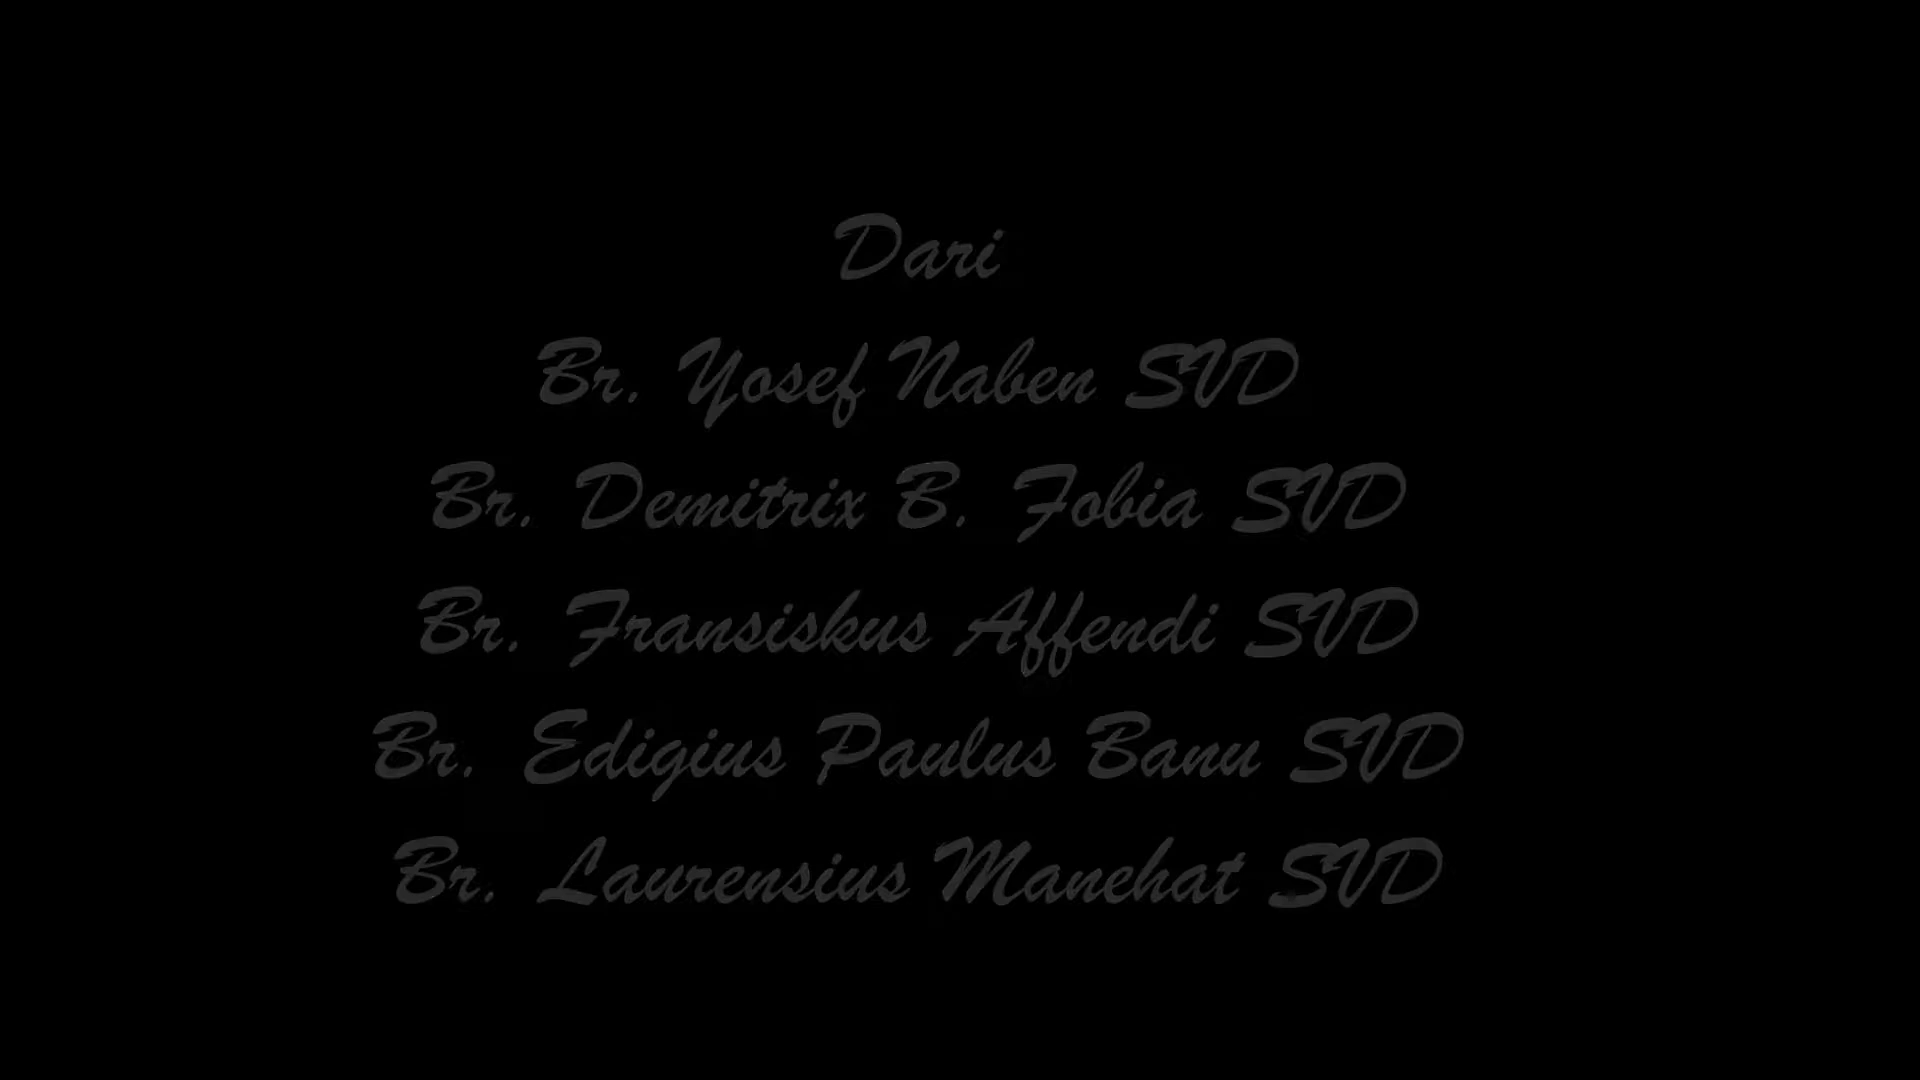 Dari
Br. Yosef Naben SVD
Br. Demitrix B. Fobia SVD
Br. Fransiskus Affendi SVD
Br. Edigius Paulus Banu SVD
Br. Laurensius Manehat SVD